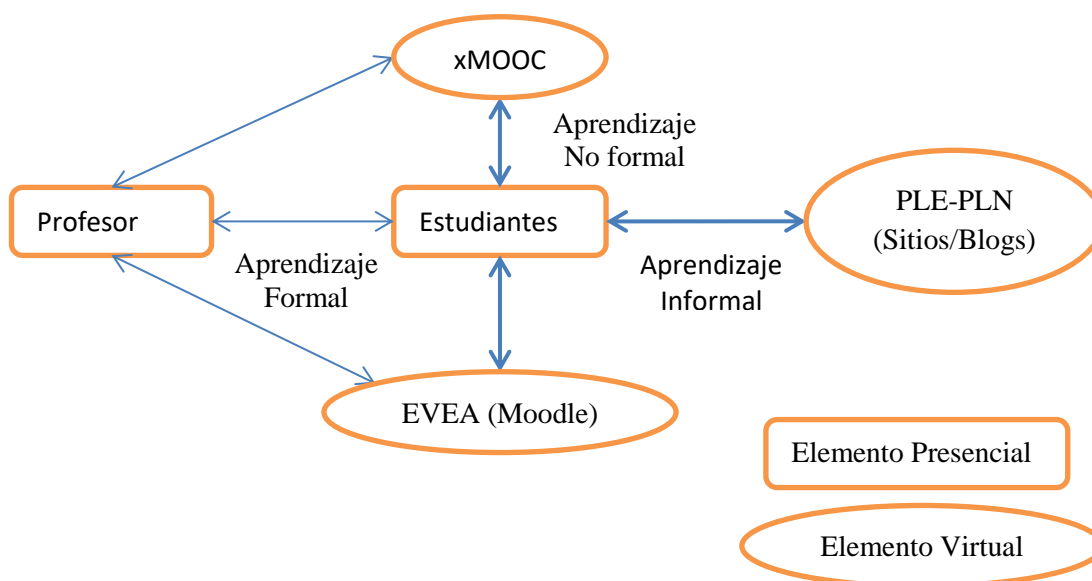 xMOOC
Aprendizaje
No formal
Profesor
Estudiantes
PLE-PLN
(Sitios/Blogs)
Aprendizaje
Formal
Aprendizaje
Informal
EVEA (Moodle)
Elemento Presencial
Elemento Virtual